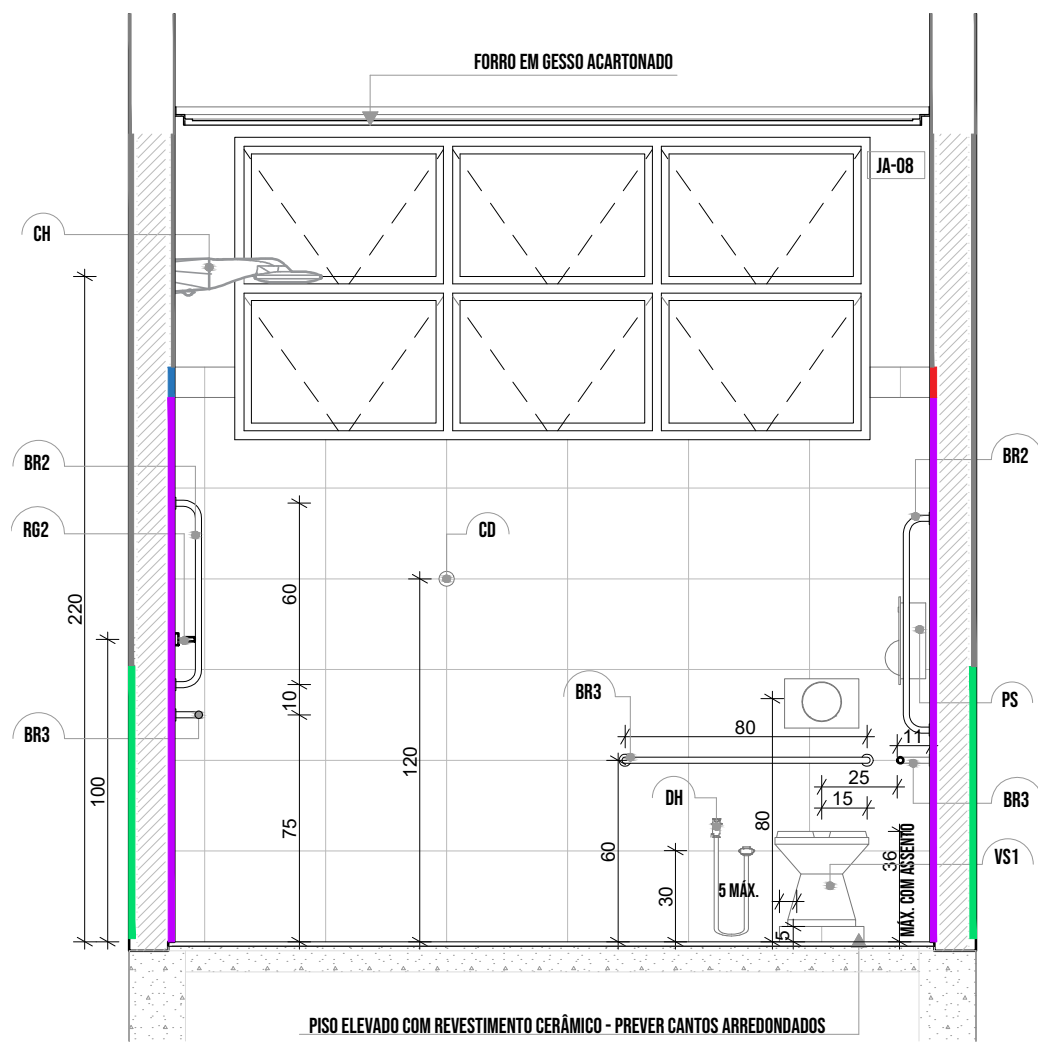 FORRO EM GESSO ACARTONADO
JA-08
CH
220
BR2
BR2
RG2
CD
60
10
BR3
BR3
PS
80
11
120
100
25
BR3
15
DH
80
75
60
36
MÁX. COM ASSENTO
VS1
30
5 MÁX.
5
PISO ELEVADO COM REVESTIMENTO CERÂMICO - PREVER CANTOS ARREDONDADOS